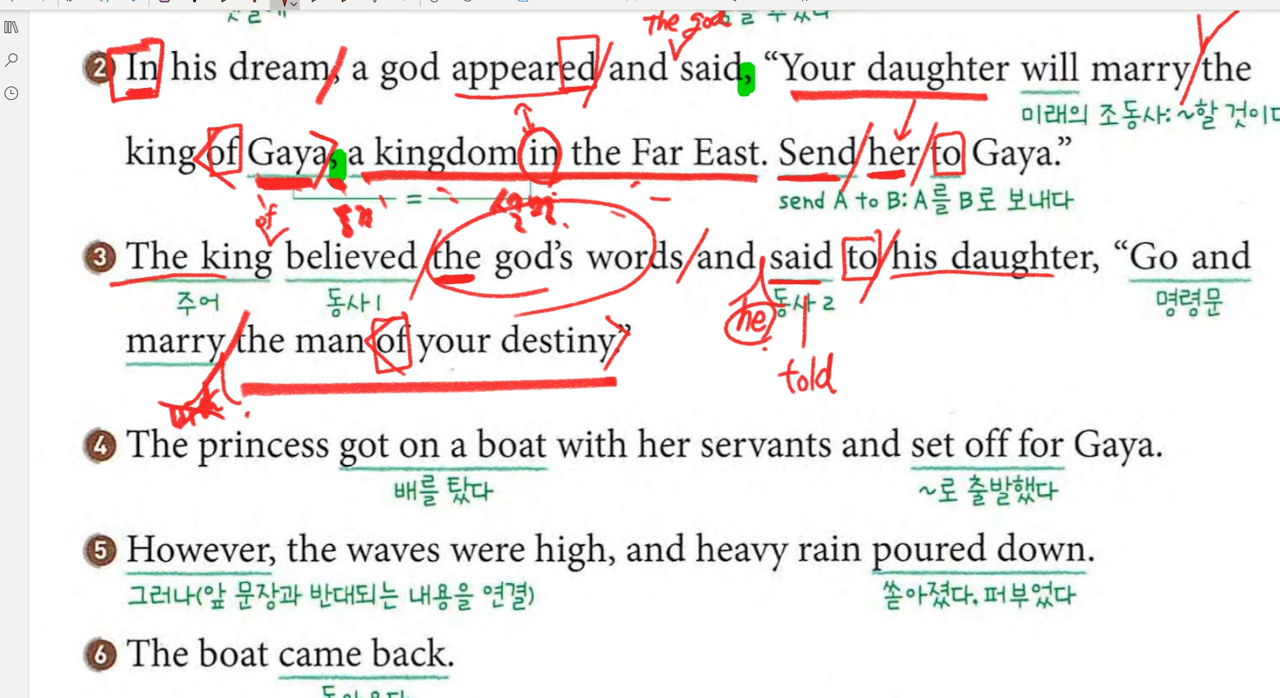 the god
② In his dream, a god appeared and said, “Your daughter will marry the
미래의 조동사: ~할 것이다
king of Gaya, a kingdom in the Far East. Send her to Gaya.”
=
send A to B: A를 B로 보내다
of
③ The king believed the god’s words and said to his daughter, “Go and
주어 동사1 동사2 명령문
he
marry the man of your destiny.”
told
④ The princess got on a boat with her servants and set off for Gaya.
배를 탔다 ~로 출발했다
⑤ However, the waves were high, and heavy rain poured down.
그러나(앞 문장과 반대되는 내용을 연결)쏟아졌다, 퍼부었다
⑥ The boat came back.